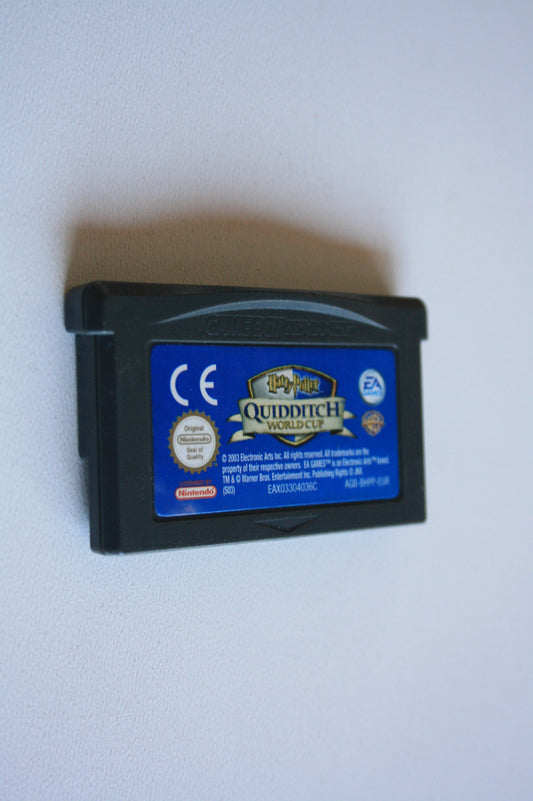 GAME BOY ADVANCE
CE
Harry Potter
QUIDDITCH
WORLD CUP
EA
GAMES
Original
Nintendo
Seal of
Quality
LICENSED BY
Nintendo
© 2003 Electronic Arts Inc. All rights reserved. All trademarks are the
property of their respective owners. EA GAMES™ is an Electronic Arts™ brand.
TM & © Warner Bros. Entertainment Inc. Publishing Rights © JKR
(S03)
EAX03304036C
AGB-BHPP-EUR